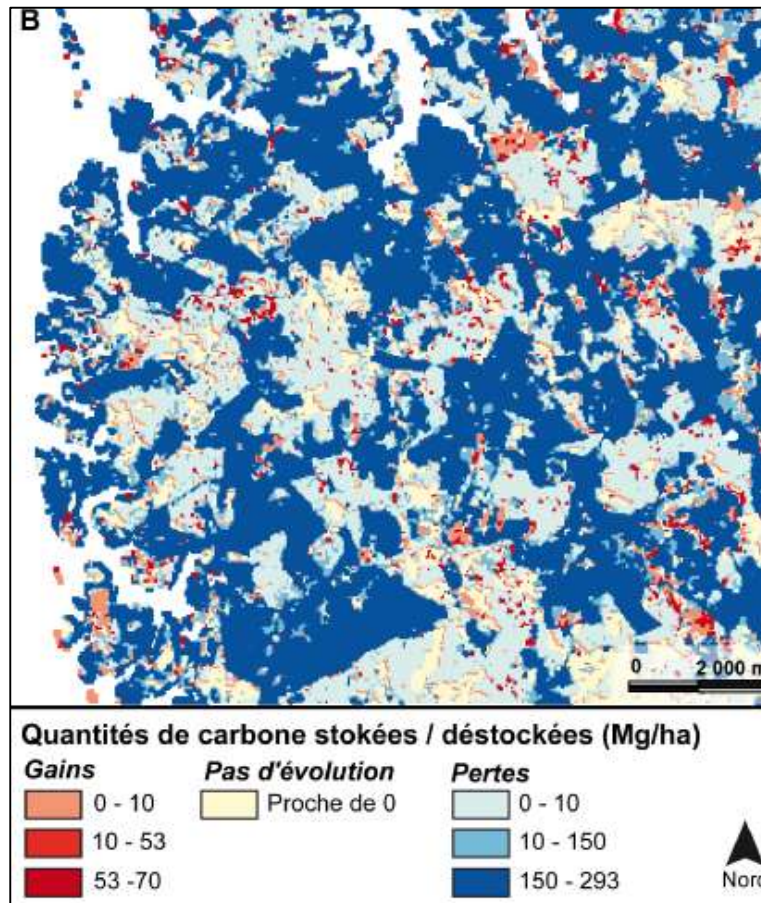 B
0 2 000 m
Quantités de carbone stokées / déstockées (Mg/ha)
Gains Pas d'évolution Pertes
0 - 10 Proche de 0 0 - 10
10 - 53 10 - 150
53 -70 150 - 293
Nord